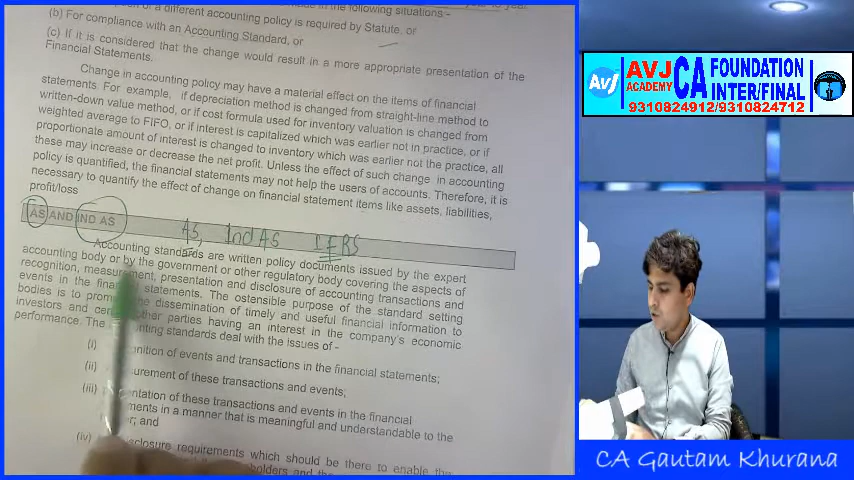 of a different accounting policy is required by Statute, or
in the following situations:-
(b) For compliance with an Accounting Standard, or
(c) If it is considered that the change would result in a more appropriate presentation of the
Financial Statements.
Change in accounting policy may have a material effect on the items of financial
statements. For example, if depreciation method is changed from straight-line method to
written-down value method, or if cost formula used for inventory valuation is changed from
weighted average to FIFO, or if interest is capitalized which was earlier not in practice, or if
proportionate amount of interest is changed to inventory which was earlier not the practice, all
these may increase or decrease the net profit. Unless the effect of such change in accounting
policy is quantified, the financial statements may not help the users of accounts. Therefore, it is
necessary to quantify the effect of change on financial statement items like assets, liabilities,
profit/loss
AS AND IND AS
AS, Ind AS IFRS
Accounting standards are written policy documents issued by the expert
accounting body or by the government or other regulatory body covering the aspects of
recognition, measurement, presentation and disclosure of accounting transactions and
events in the statements. The ostensible purpose of the standard setting
bodies is to the dissemination of timely and useful financial information to
investors and other parties having an interest in the company's economic
performance. The standards deal with the issues of -
(i) of events and transactions in the financial statements;
(ii) of these transactions and events;
(iii) of these transactions and events in the financial
in a manner that is meaningful and understandable to the
and
(iv) requirements which should be there to enable the
AVJ
AVJ
ACADEMY
CA FOUNDATION
INTER/FINAL
9310824912/9310824712
CA Gautam Khurana